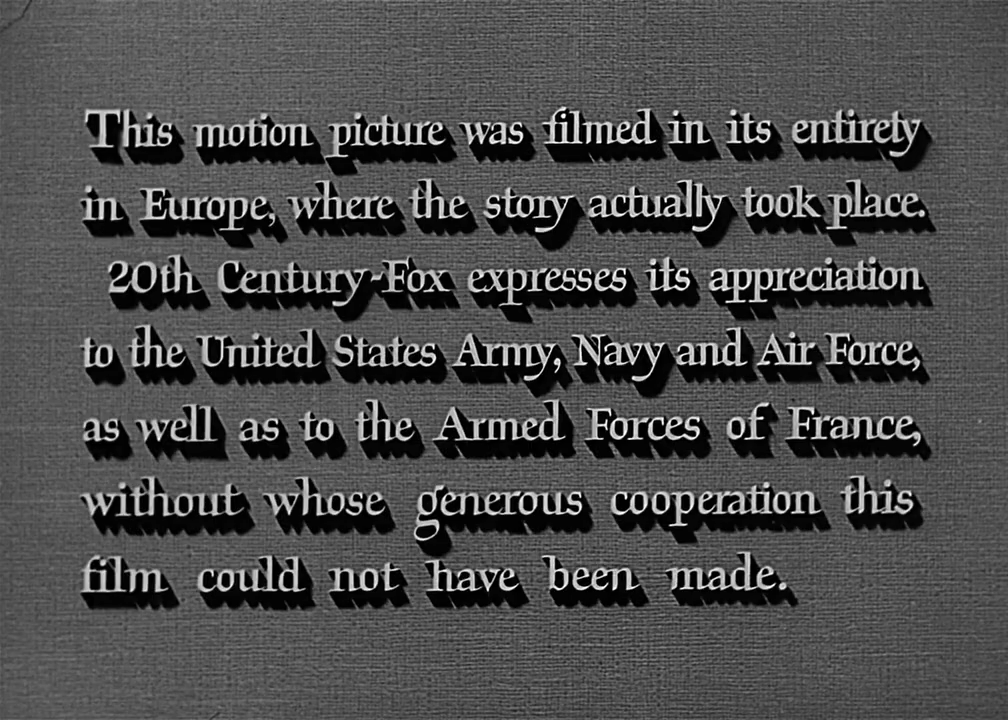 This motion picture was filmed in its entirety
in Europe, where the story actually took place.
20th Century-Fox expresses its appreciation
to the United States Army, Navy and Air Force,
as well as to the Armed Forces of France,
without whose generous cooperation this
film could not have been made.